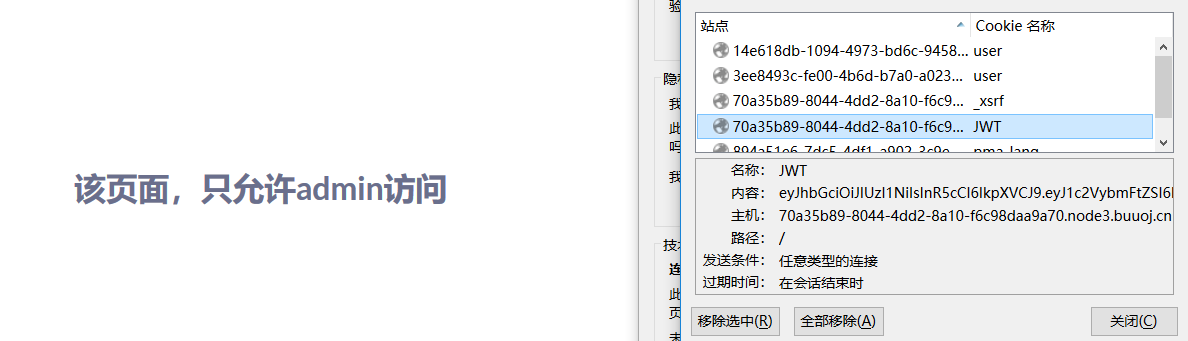 该页面，只允许admin访问
验
隐
我
此
我
技
连
此
页
站点
Cookie 名称
14e618db-1094-4973-bd6c-9458...
user
3ee8493c-fe00-4b6d-b7a0-a023...
user
70a35b89-8044-4dd2-8a10-f6c9...
_xsrf
70a35b89-8044-4dd2-8a10-f6c9...
JWT
名称： JWT
内容： eyJhbGciOiJIUzI1NiIsInR5cCI6IkpXVCJ9.eyJ1c2VybmFtZSI6I
主机： 70a35b89-8044-4dd2-8a10-f6c98daa9a70.node3.buuoj.cn
路径： /
发送条件： 任意类型的连接
过期时间： 在会话结束时
移除选中(R)
全部移除(A)
关闭(C)